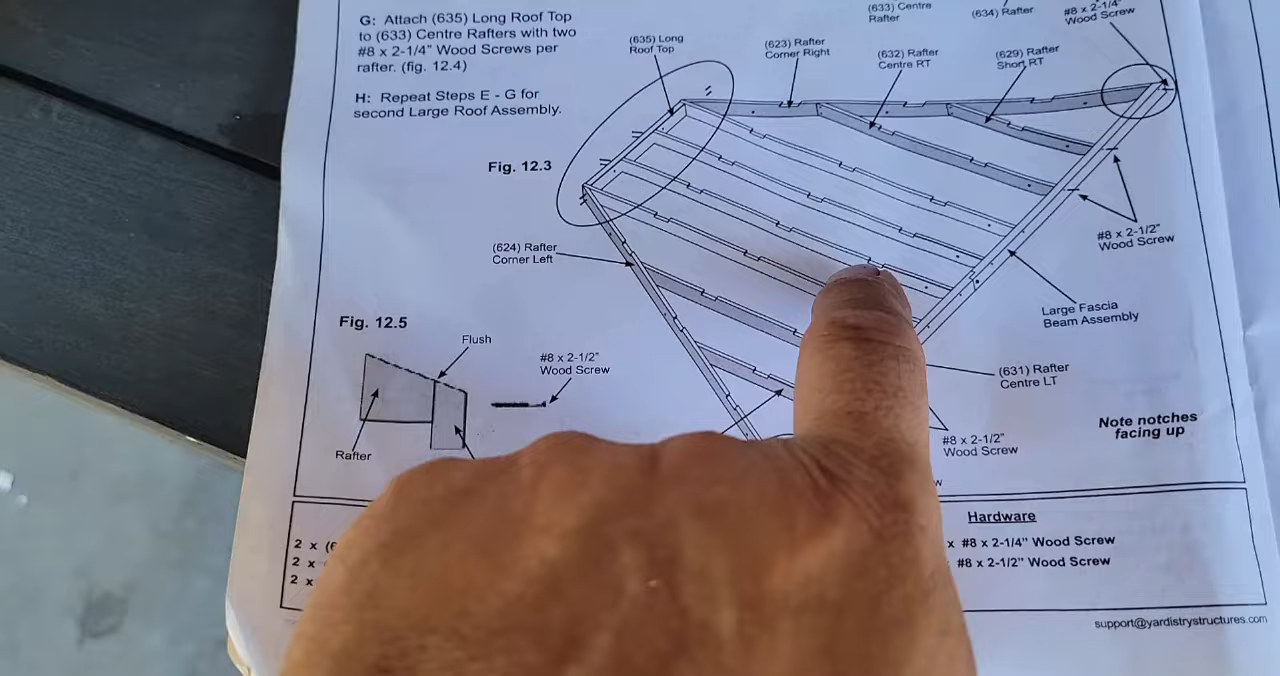 G: Attach (635) Long Roof Top
to (633) Centre Rafters with two
#8 x 2-1/4" Wood Screws per
rafter. (fig. 12.4)
H: Repeat Steps E - G for
second Large Roof Assembly.
(633) Centre
Rafter
(634) Rafter
#8 x 2-1/4"
Wood Screw
(635) Long
Roof Top
(623) Rafter
Corner Right
(632) Rafter
Centre RT
(629) Rafter
Short RT
Fig. 12.3
#8 x 2-1/2"
Wood Screw
(624) Rafter
Corner Left
Large Fascia
Beam Assembly
Fig. 12.5
Flush
#8 x 2-1/2"
Wood Screw
(631) Rafter
Centre LT
Rafter
Note notches
facing up
#8 x 2-1/2"
Wood Screw
w
Hardware
2 x (6
x #8 x 2-1/4" Wood Screw
2 x
#8 x 2-1/2" Wood Screw
2 x
support@yardistrystructures.com